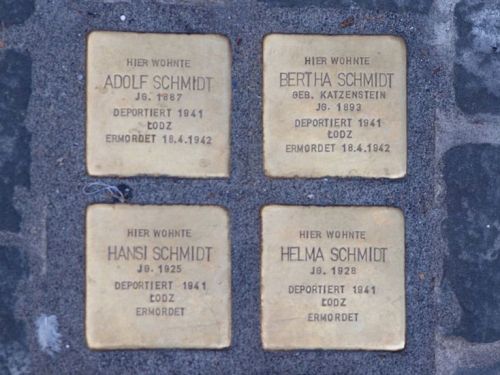 HIER WOHNTE
ADOLF SCHMIDT
JG. 1887
DEPORTIERT 1941
ŁODZ
ERMORDET 18.4.1942
HIER WOHNTE
BERTHA SCHMIDT
GEB. KATZENSTEIN
JG. 1893
DEPORTIERT 1941
ŁODZ
ERMORDET 18.4.1942
HIER WOHNTE
HANSI SCHMIDT
JG. 1925
DEPORTIERT 1941
ŁODZ
ERMORDET
HIER WOHNTE
HELMA SCHMIDT
JG. 1928
DEPORTIERT 1941
ŁODZ
ERMORDET